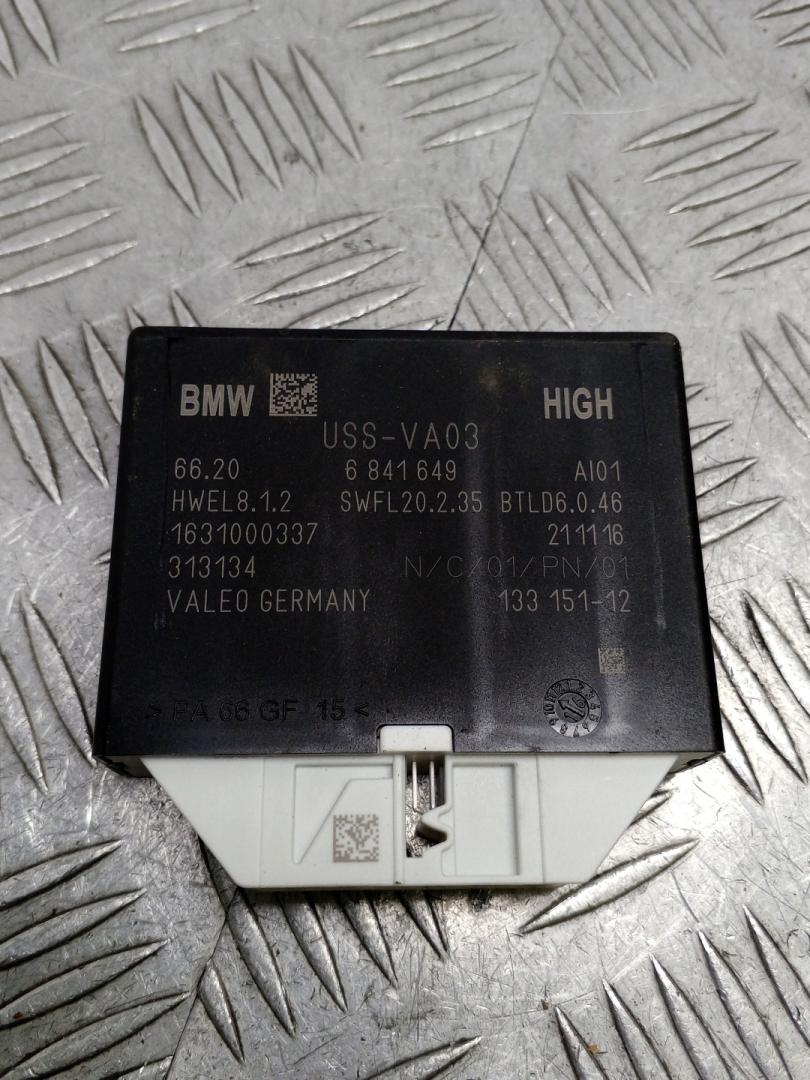 BMW HIGH
USS-VA03
66.20 6 841 649 AI01
HWEL8.1.2 SWFL20.2.35 BTLD6.0.46
1631000337 211116
313134 N/C/01/PN/01
VALEO GERMANY 133 151-12
> PA 66 GF 15 <